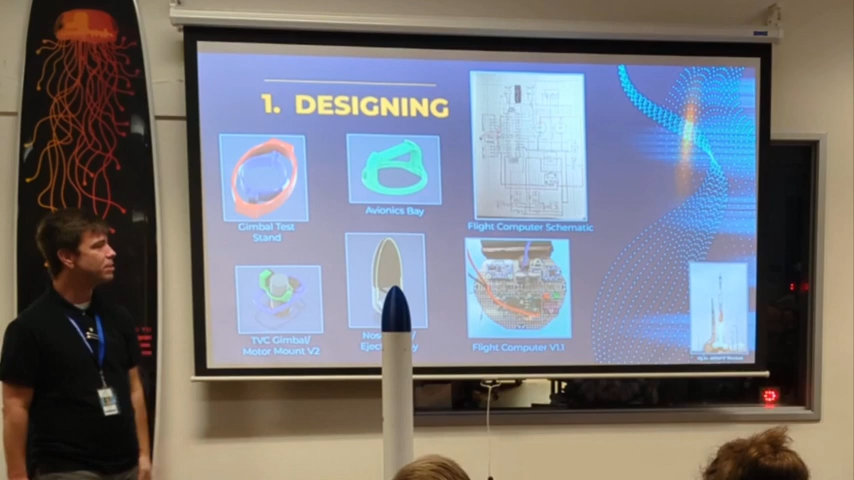 1. DESIGNING
Gimbal Test
Stand
Avionics Bay
Flight Computer Schematic
TVC Gimbal/
Motor Mount V2
Flight Computer V1.1